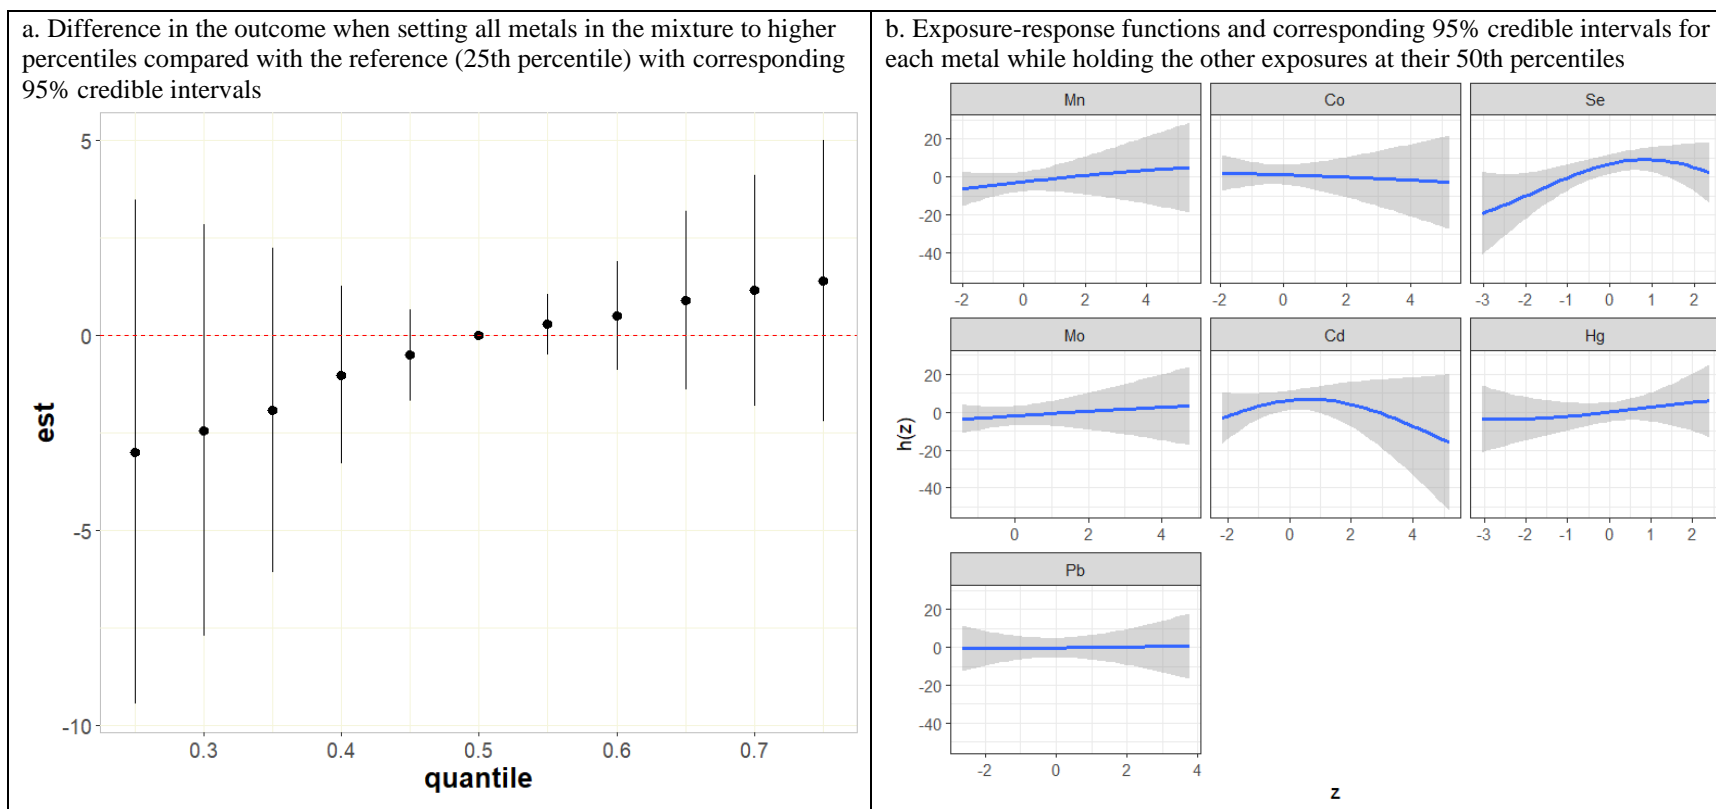 a. Difference in the outcome when setting all metals in the mixture to higher
percentiles compared with the reference (25th percentile) with corresponding
95% credible intervals
5
0
-5
-10
est
0.3 0.4 0.5 0.6 0.7
quantile
b. Exposure-response functions and corresponding 95% credible intervals for
each metal while holding the other exposures at their 50th percentiles
Mn Co Se
20
0
-20
-40
-2 0 2 4 -2 0 2 4 -3 -2 -1 0 1 2
Mo Cd Hg
20
0
-20
-40
h(z)
0 2 4 -2 0 2 4 -3 -2 -1 0 1 2
Pb
20
0
-20
-40
-2 0 2 4
z